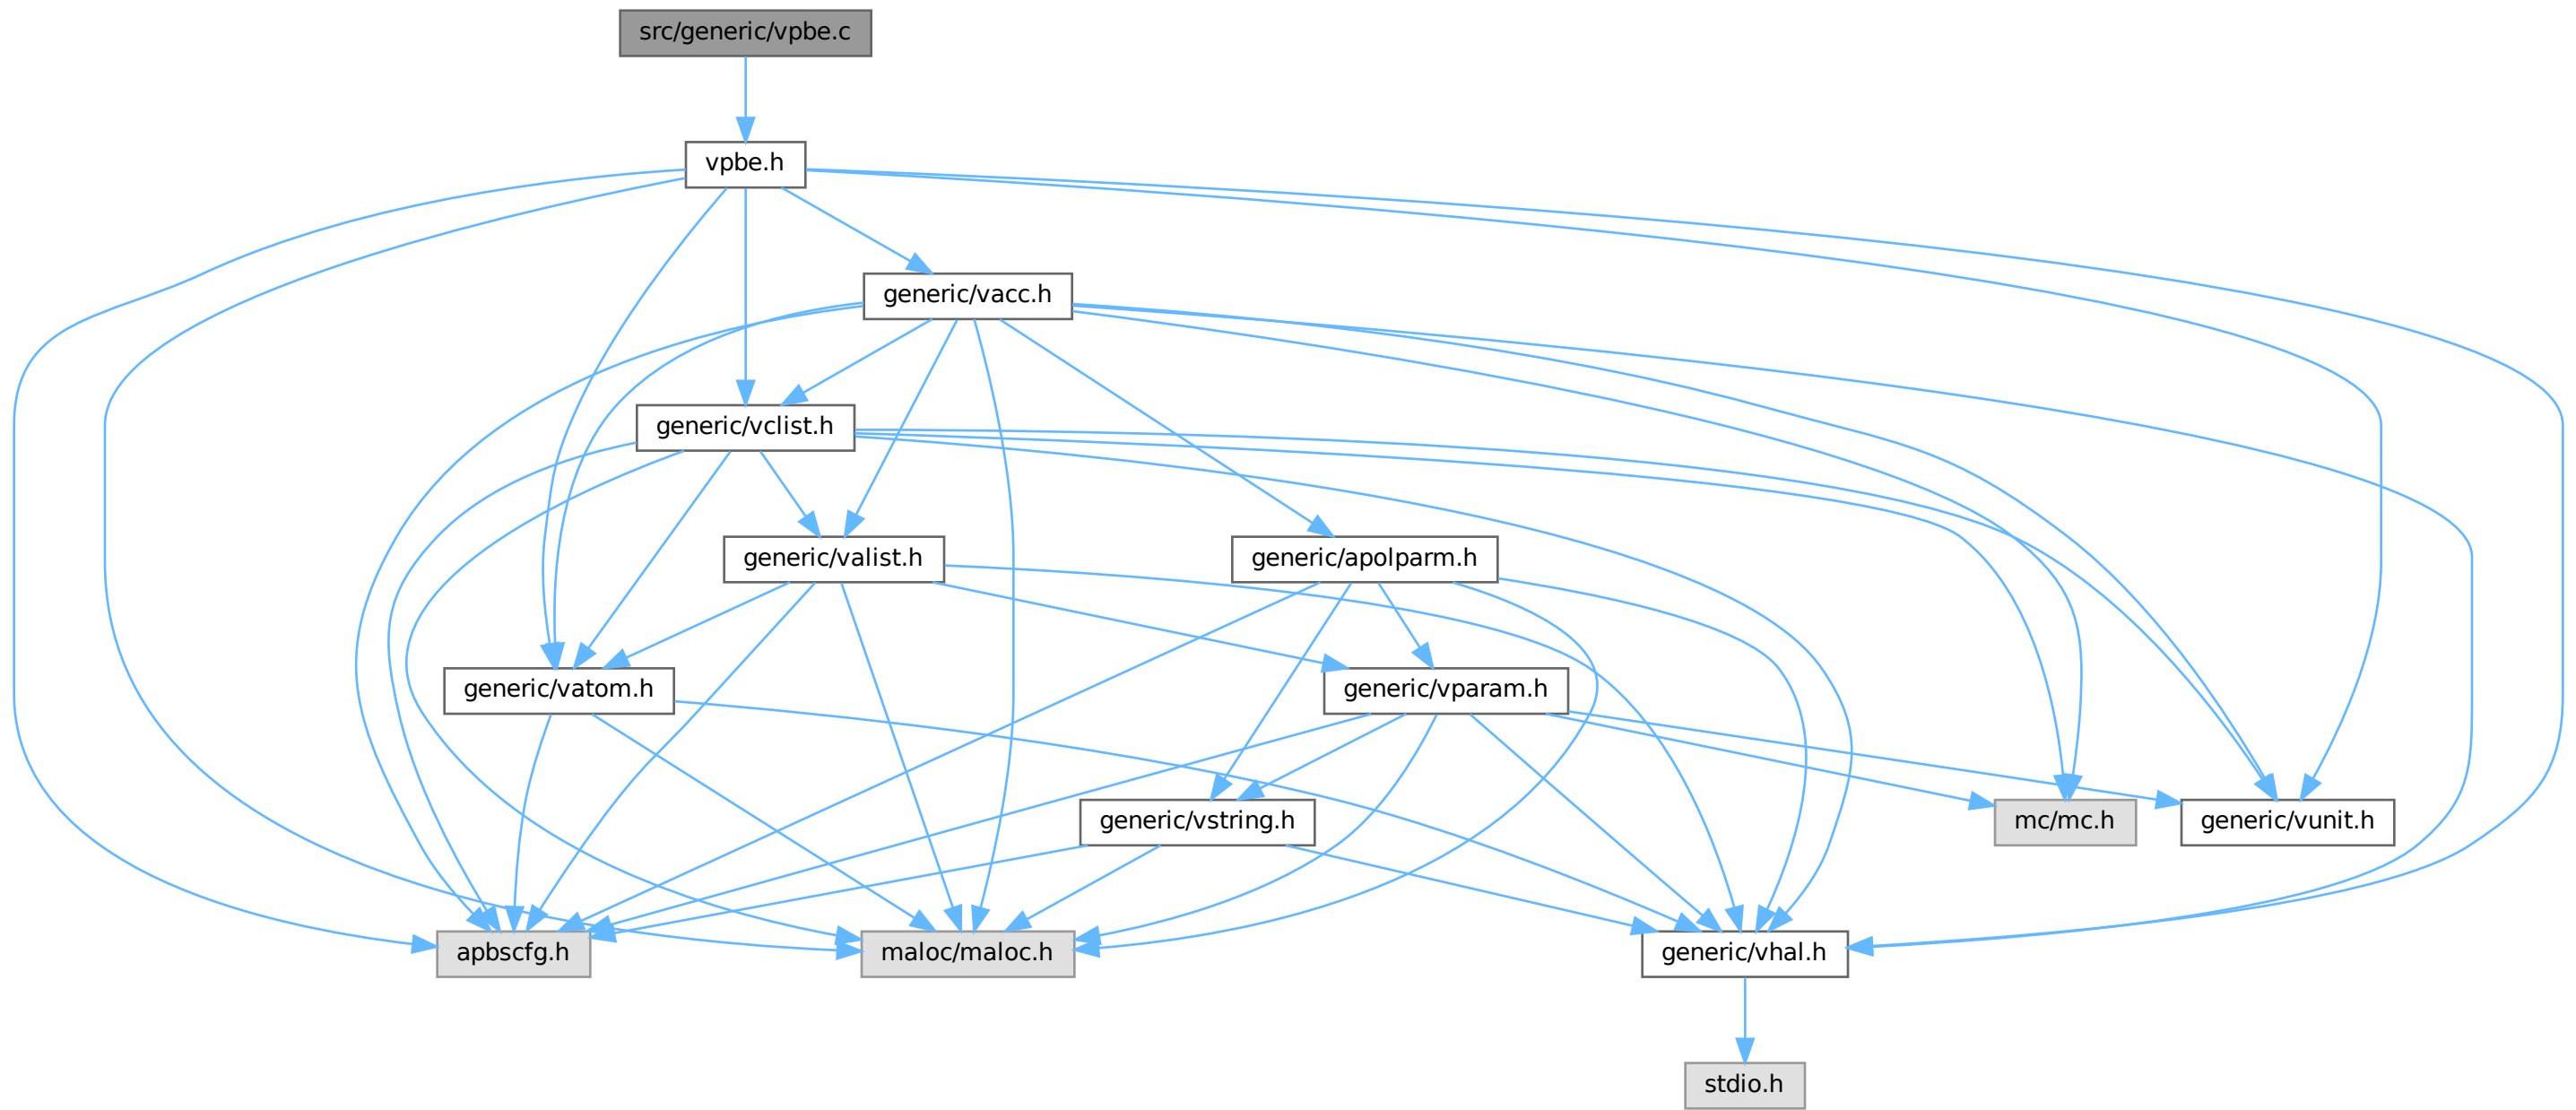 src/generic/vpbe.c
vpbe.h
generic/vacc.h
generic/vclist.h
generic/valist.h
generic/apolparm.h
generic/vatom.h
generic/vparam.h
generic/vstring.h
mc/mc.h
generic/vunit.h
apbscfg.h
maloc/maloc.h
generic/vhal.h
stdio.h